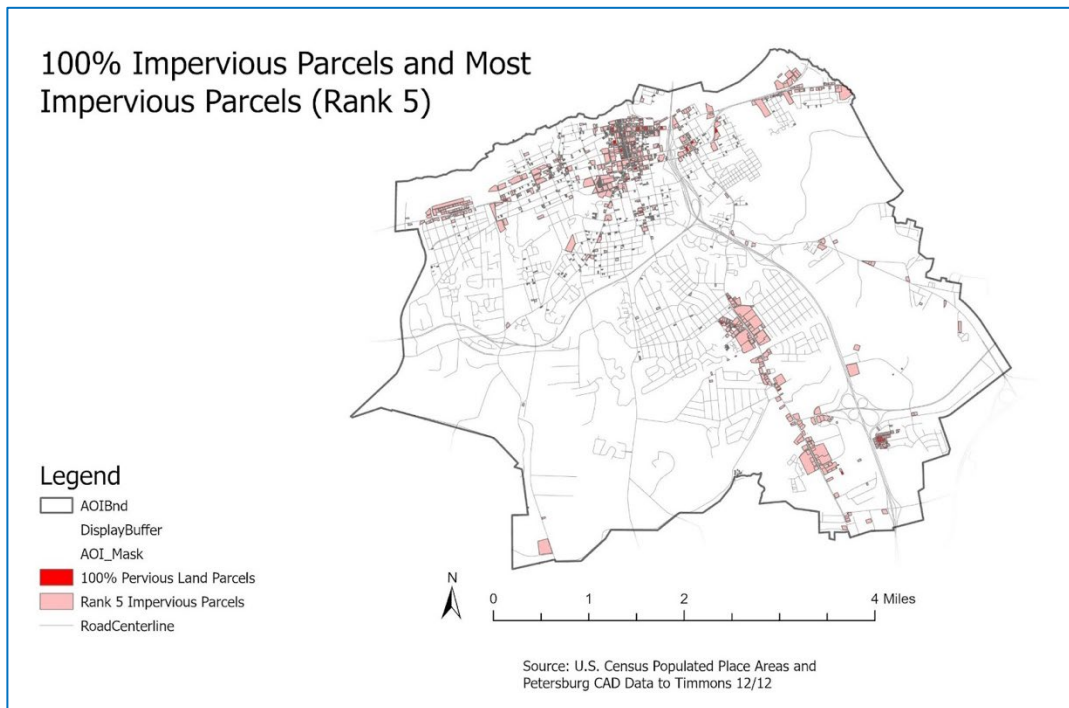 100% Impervious Parcels and Most
Impervious Parcels (Rank 5)
Legend
AOIBnd
DisplayBuffer
AOI_Mask
100% Pervious Land Parcels
Rank 5 Impervious Parcels
RoadCenterline
N
0 1 2 4 Miles
Source: U.S. Census Populated Place Areas and
Petersburg CAD Data to Timmons 12/12